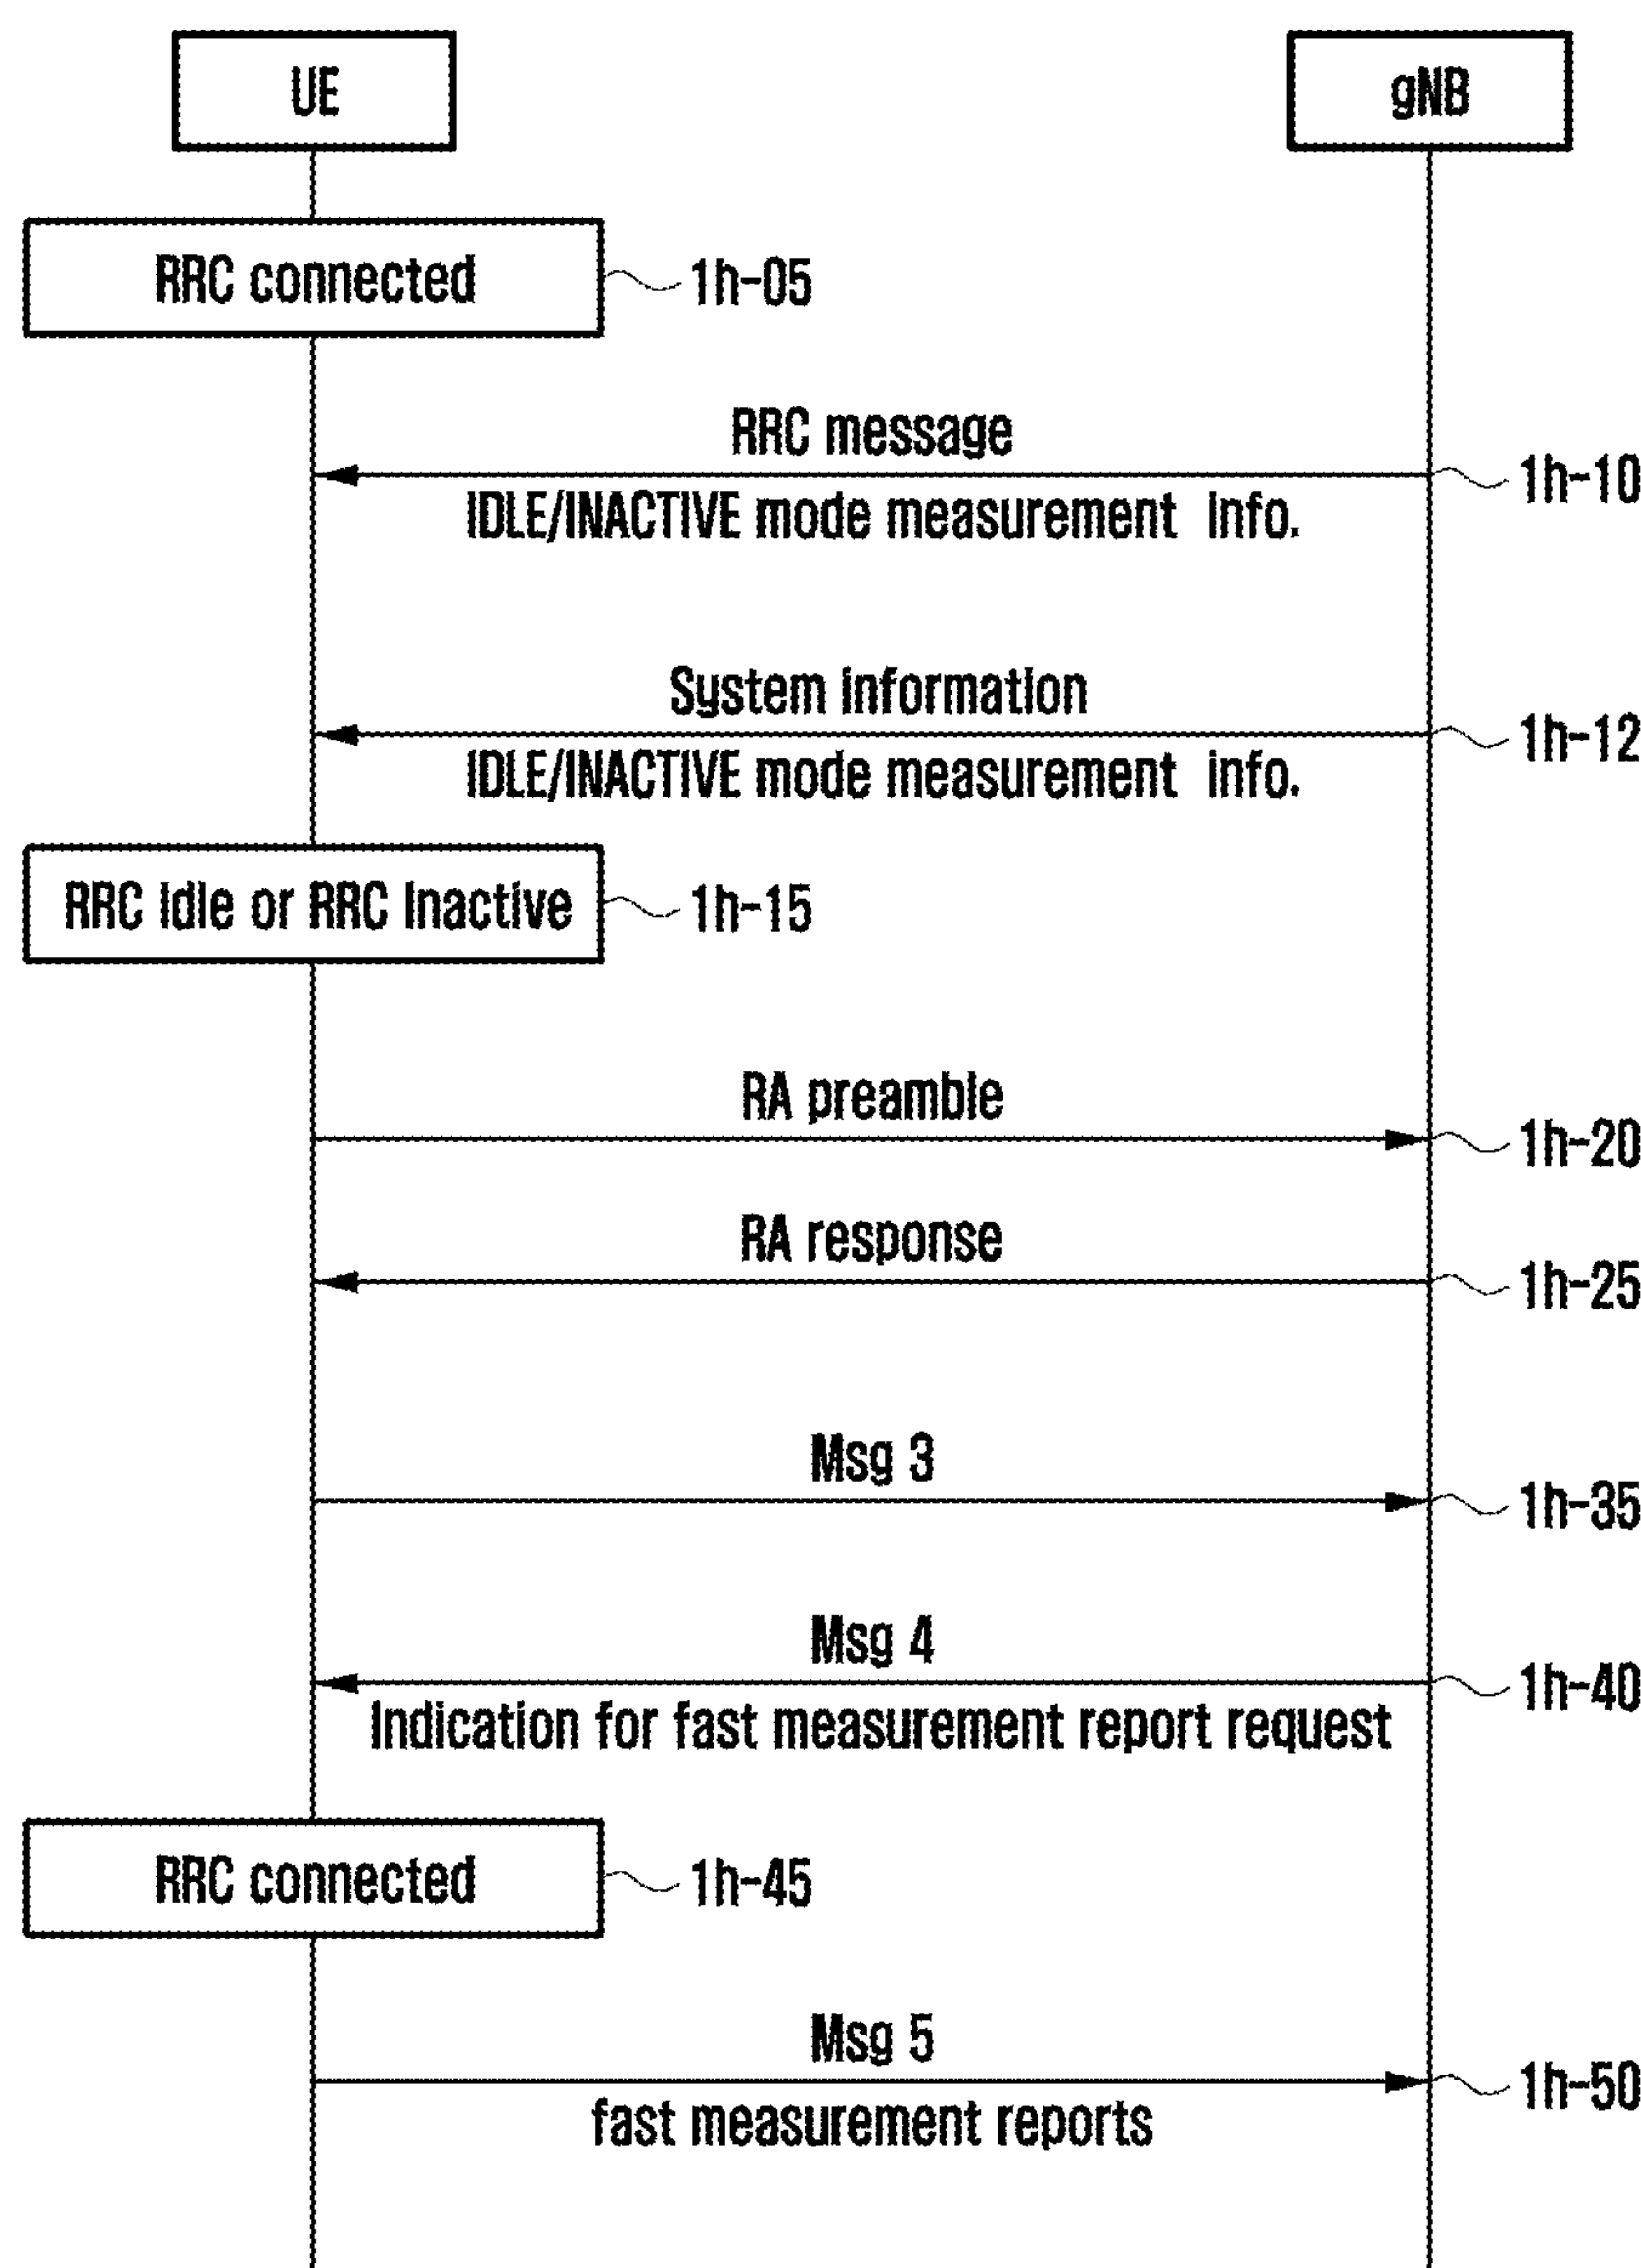 UE
gNB
RRC connected
1h-05
RRC message
1h-10
IDLE/INACTIVE mode measurement info.
System information
1h-12
IDLE/INACTIVE mode measurement info.
RRC Idle or RRC Inactive
1h-15
RA preamble
1h-20
RA response
1h-25
Msg 3
1h-35
Msg 4
1h-40
Indication for fast measurement report request
RRC connected
1h-45
Msg 5
1h-50
fast measurement reports